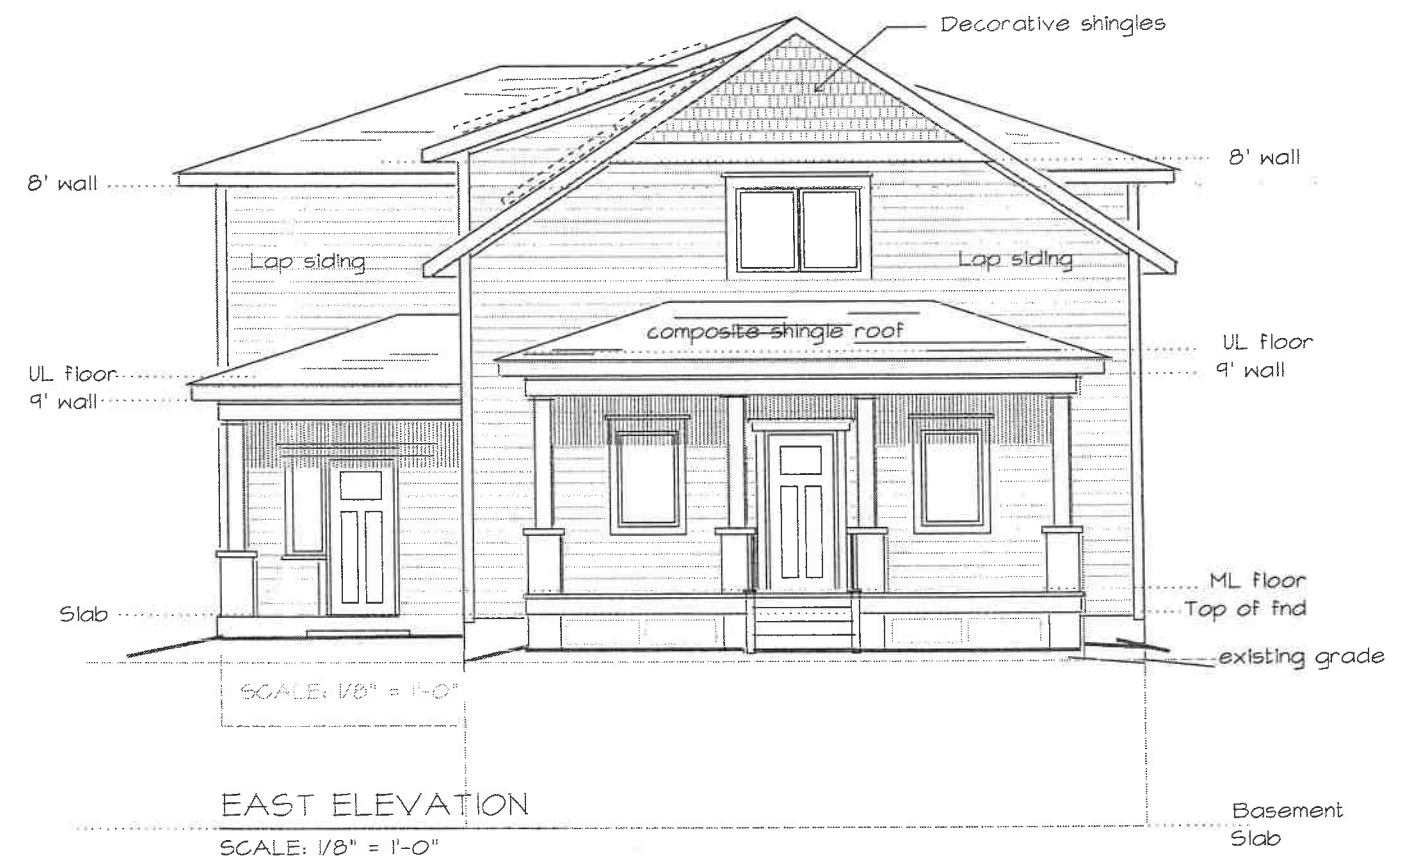 Decorative shingles
8' wall
8' wall
Lap siding
Lap siding
composite shingle roof
UL floor
9' wall
UL floor
9' wall
ML floor
Top of fnd
Slab
existing grade
SCALE: 1/8" = 1'-0"
EAST ELEVATION
SCALE: 1/8" = 1'-0"
Basement
Slab